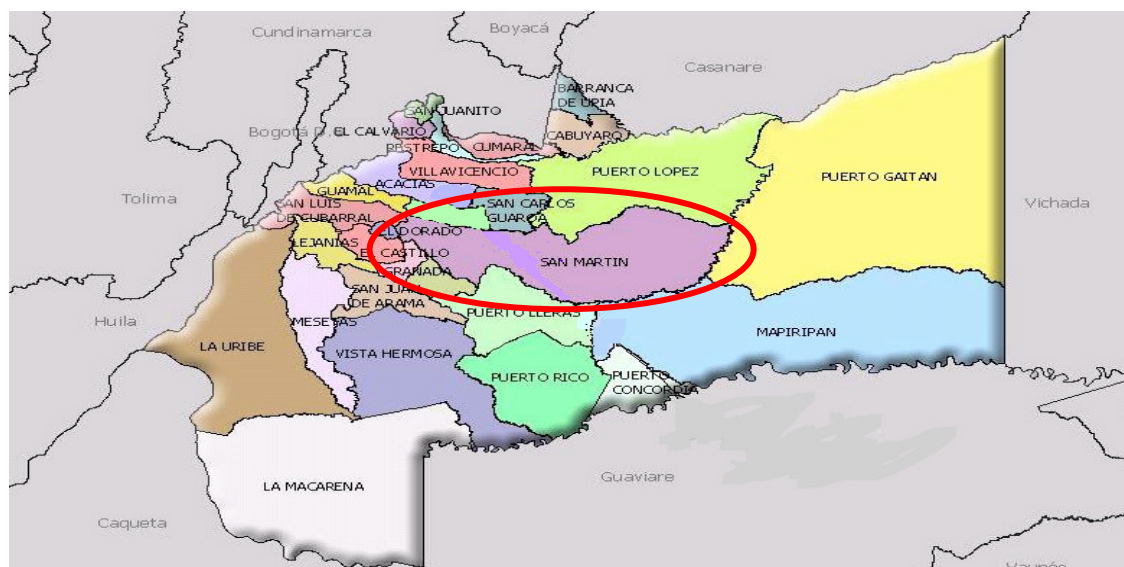 Boyacá
Cundinamarca
Casanare
BARRANCA
DE UPIA
SAN JUANITO
Bogotá D.
EL CALVARIO
CABUYARO
RESTREPO
CUMARAL
VILLAVICENCIO
PUERTO LOPEZ
PUERTO GAITAN
ACACIAS
GUAMAL
Tolima
SAN LUIS
DE CUBARRAL
SAN CARLOS
GUAROA
Vichada
EL DORADO
LEJANIAS
EL CASTILLO
SAN MARTIN
GRANADA
SAN JUAN
DE ARAMA
PUERTO LLERAS
Huila
MESETAS
MAPIRIPAN
LA URIBE
VISTA HERMOSA
PUERTO RICO
PUERTO
CONCORDIA
Guaviare
LA MACARENA
Caqueta
Vaupés